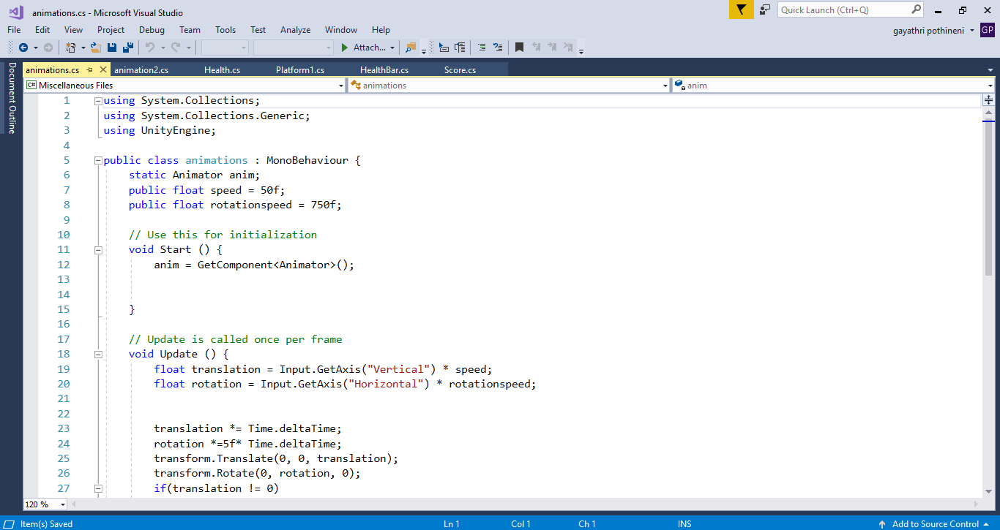 animations.cs - Microsoft Visual Studio
Quick Launch (Ctrl+Q)
File Edit View Project Debug Team Tools Test Analyze Window Help
gayathri pothineni GP
Attach...
Document Outline
animations.cs animation2.cs Health.cs Platform1.cs HealthBar.cs Score.cs
C# Miscellaneous Files animations anim
1 using System.Collections;
2 using System.Collections.Generic;
3 using UnityEngine;
4
5 public class animations : MonoBehaviour {
6 static Animator anim;
7 public float speed = 50f;
8 public float rotationspeed = 750f;
9
10 // Use this for initialization
11 void Start () {
12 anim = GetComponent<Animator>();
13
14
15 }
16
17 // Update is called once per frame
18 void Update () {
19 float translation = Input.GetAxis("Vertical") * speed;
20 float rotation = Input.GetAxis("Horizontal") * rotationspeed;
21
22
23 translation *= Time.deltaTime;
24 rotation *=5f* Time.deltaTime;
25 transform.Translate(0, 0, translation);
26 transform.Rotate(0, rotation, 0);
27 if(translation != 0)
120 %
Item(s) Saved Ln 1 Col 1 Ch 1 INS Add to Source Control